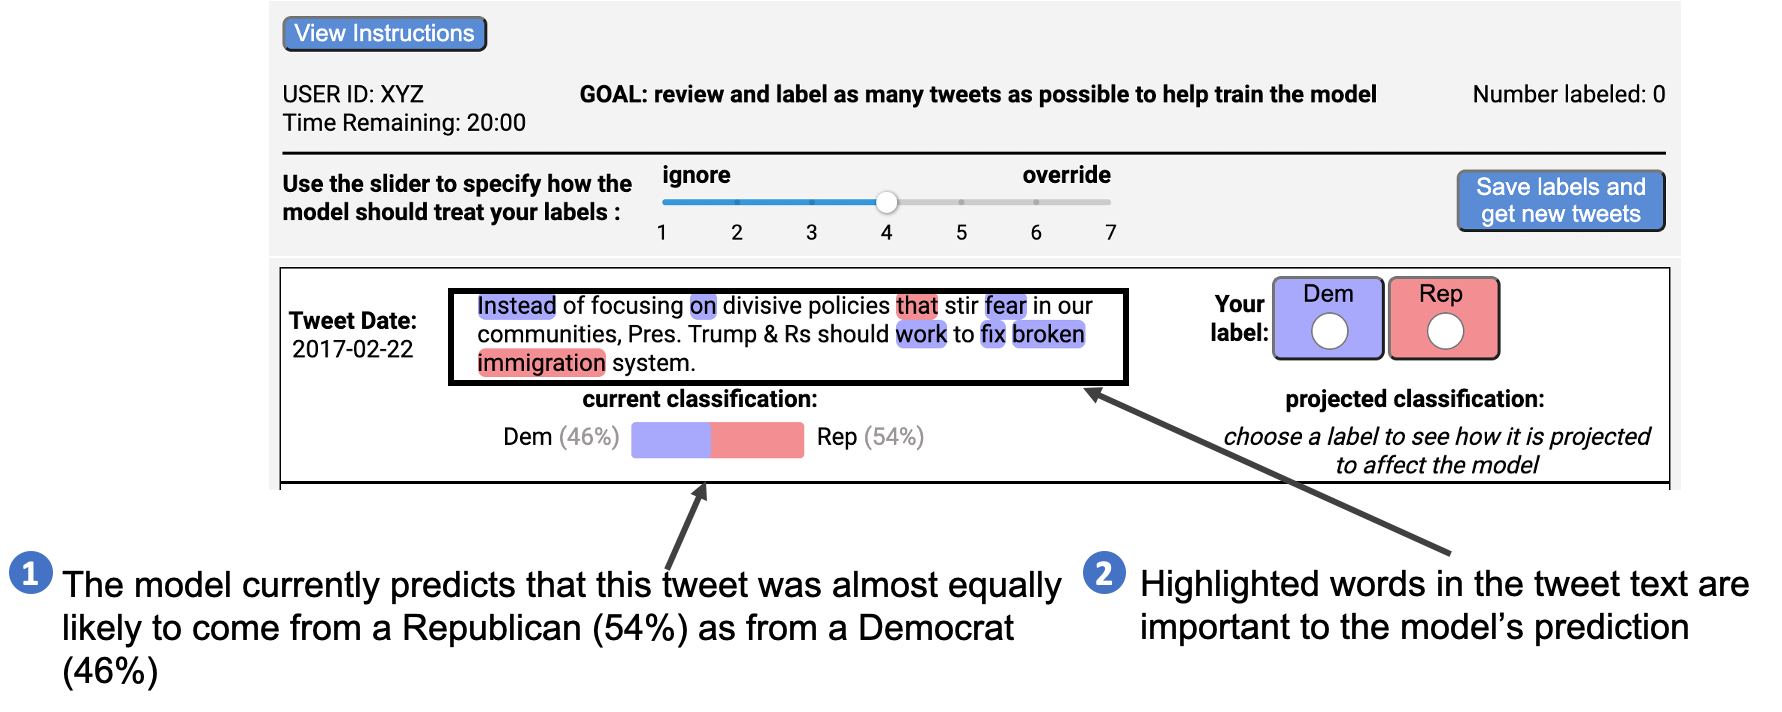 View Instructions
USER ID: XYZ
GOAL: review and label as many tweets as possible to help train the model
Number labeled: 0
Time Remaining: 20:00
Use the slider to specify how the
model should treat your labels :
ignore
override
1 2 3 4 5 6 7
Save labels and
get new tweets
Tweet Date:
2017-02-22
Instead of focusing on divisive policies that stir fear in our
communities, Pres. Trump & Rs should work to fix broken
immigration system.
current classification:
Dem (46%)
Rep (54%)
Your
label:
Dem
Rep
projected classification:
choose a label to see how it is projected
to affect the model
1
The model currently predicts that this tweet was almost equally
likely to come from a Republican (54%) as from a Democrat
(46%)
2
Highlighted words in the tweet text are
important to the model’s prediction